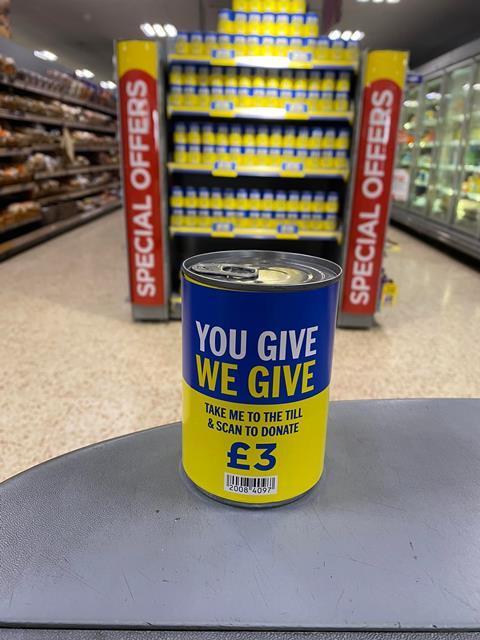 SPECIAL OFFERS
SPECIAL OFFERS
YOU GIVE
WE GIVE
TAKE ME TO THE TILL
& SCAN TO DONATE
£3
2008 4097